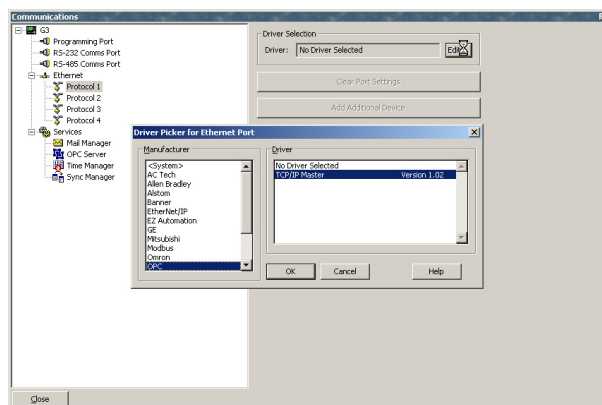 Communications
G3
Programming Port
RS-232 Comms Port
RS-485 Comms Port
Ethernet
Protocol 1
Protocol 2
Protocol 3
Protocol 4
Services
Mail Manager
OPC Server
Time Manager
Sync Manager
Driver Selection
Driver: No Driver Selected
Edit
Clear Port Settings
Add Additional Device
Driver Picker for Ethernet Port
Manufacturer
<System>
AC Tech
Allen Bradley
Alstom
Banner
EtherNet/IP
EZ Automation
GE
Mitsubishi
Modbus
Omron
OPC
Driver
No Driver Selected
TCP/IP Master Version 1.02
OK Cancel Help
Close